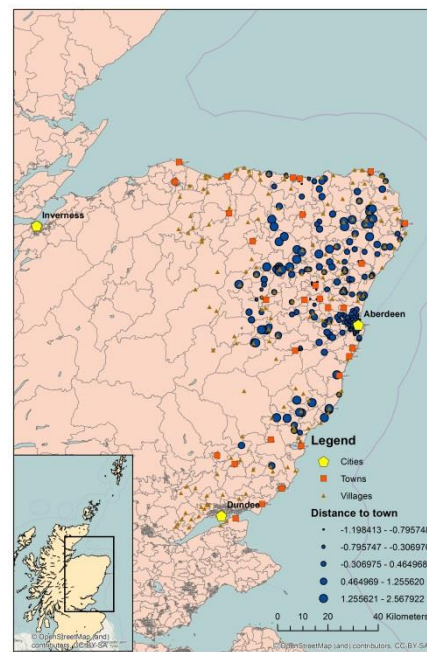 Inverness
Aberdeen
Dundee
Legend
Cities
Towns
Villages
Distance to town
-1.198413 - -0.795748
-0.795747 - -0.306976
-0.306975 - 0.464968
0.464969 - 1.255620
1.255621 - 2.567922
0 5 10 20 30 40 Kilometers
© OpenStreetMap (and)
contributors, CC-BY-SA
© OpenStreetMap (and) contributors, CC-BY-SA